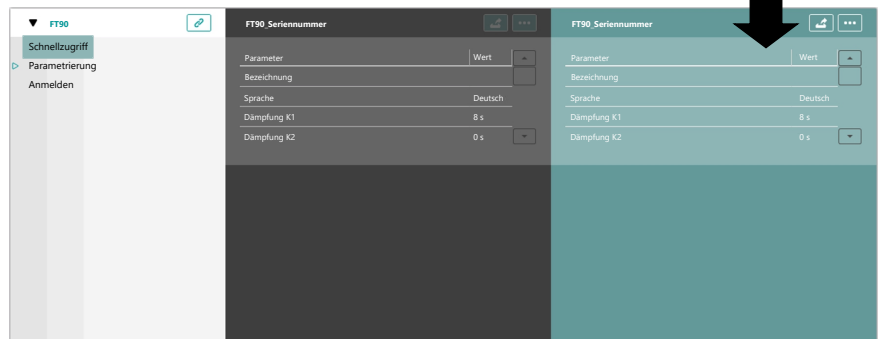 FT90
Schnellzugriff
Parametrierung
Anmelden
FT90_Seriennummer
Parameter Wert
Bezeichnung
Sprache Deutsch
Dämpfung K1 8 s
Dämpfung K2 0 s
FT90_Seriennummer
Parameter Wert
Bezeichnung
Sprache Deutsch
Dämpfung K1 8 s
Dämpfung K2 0 s